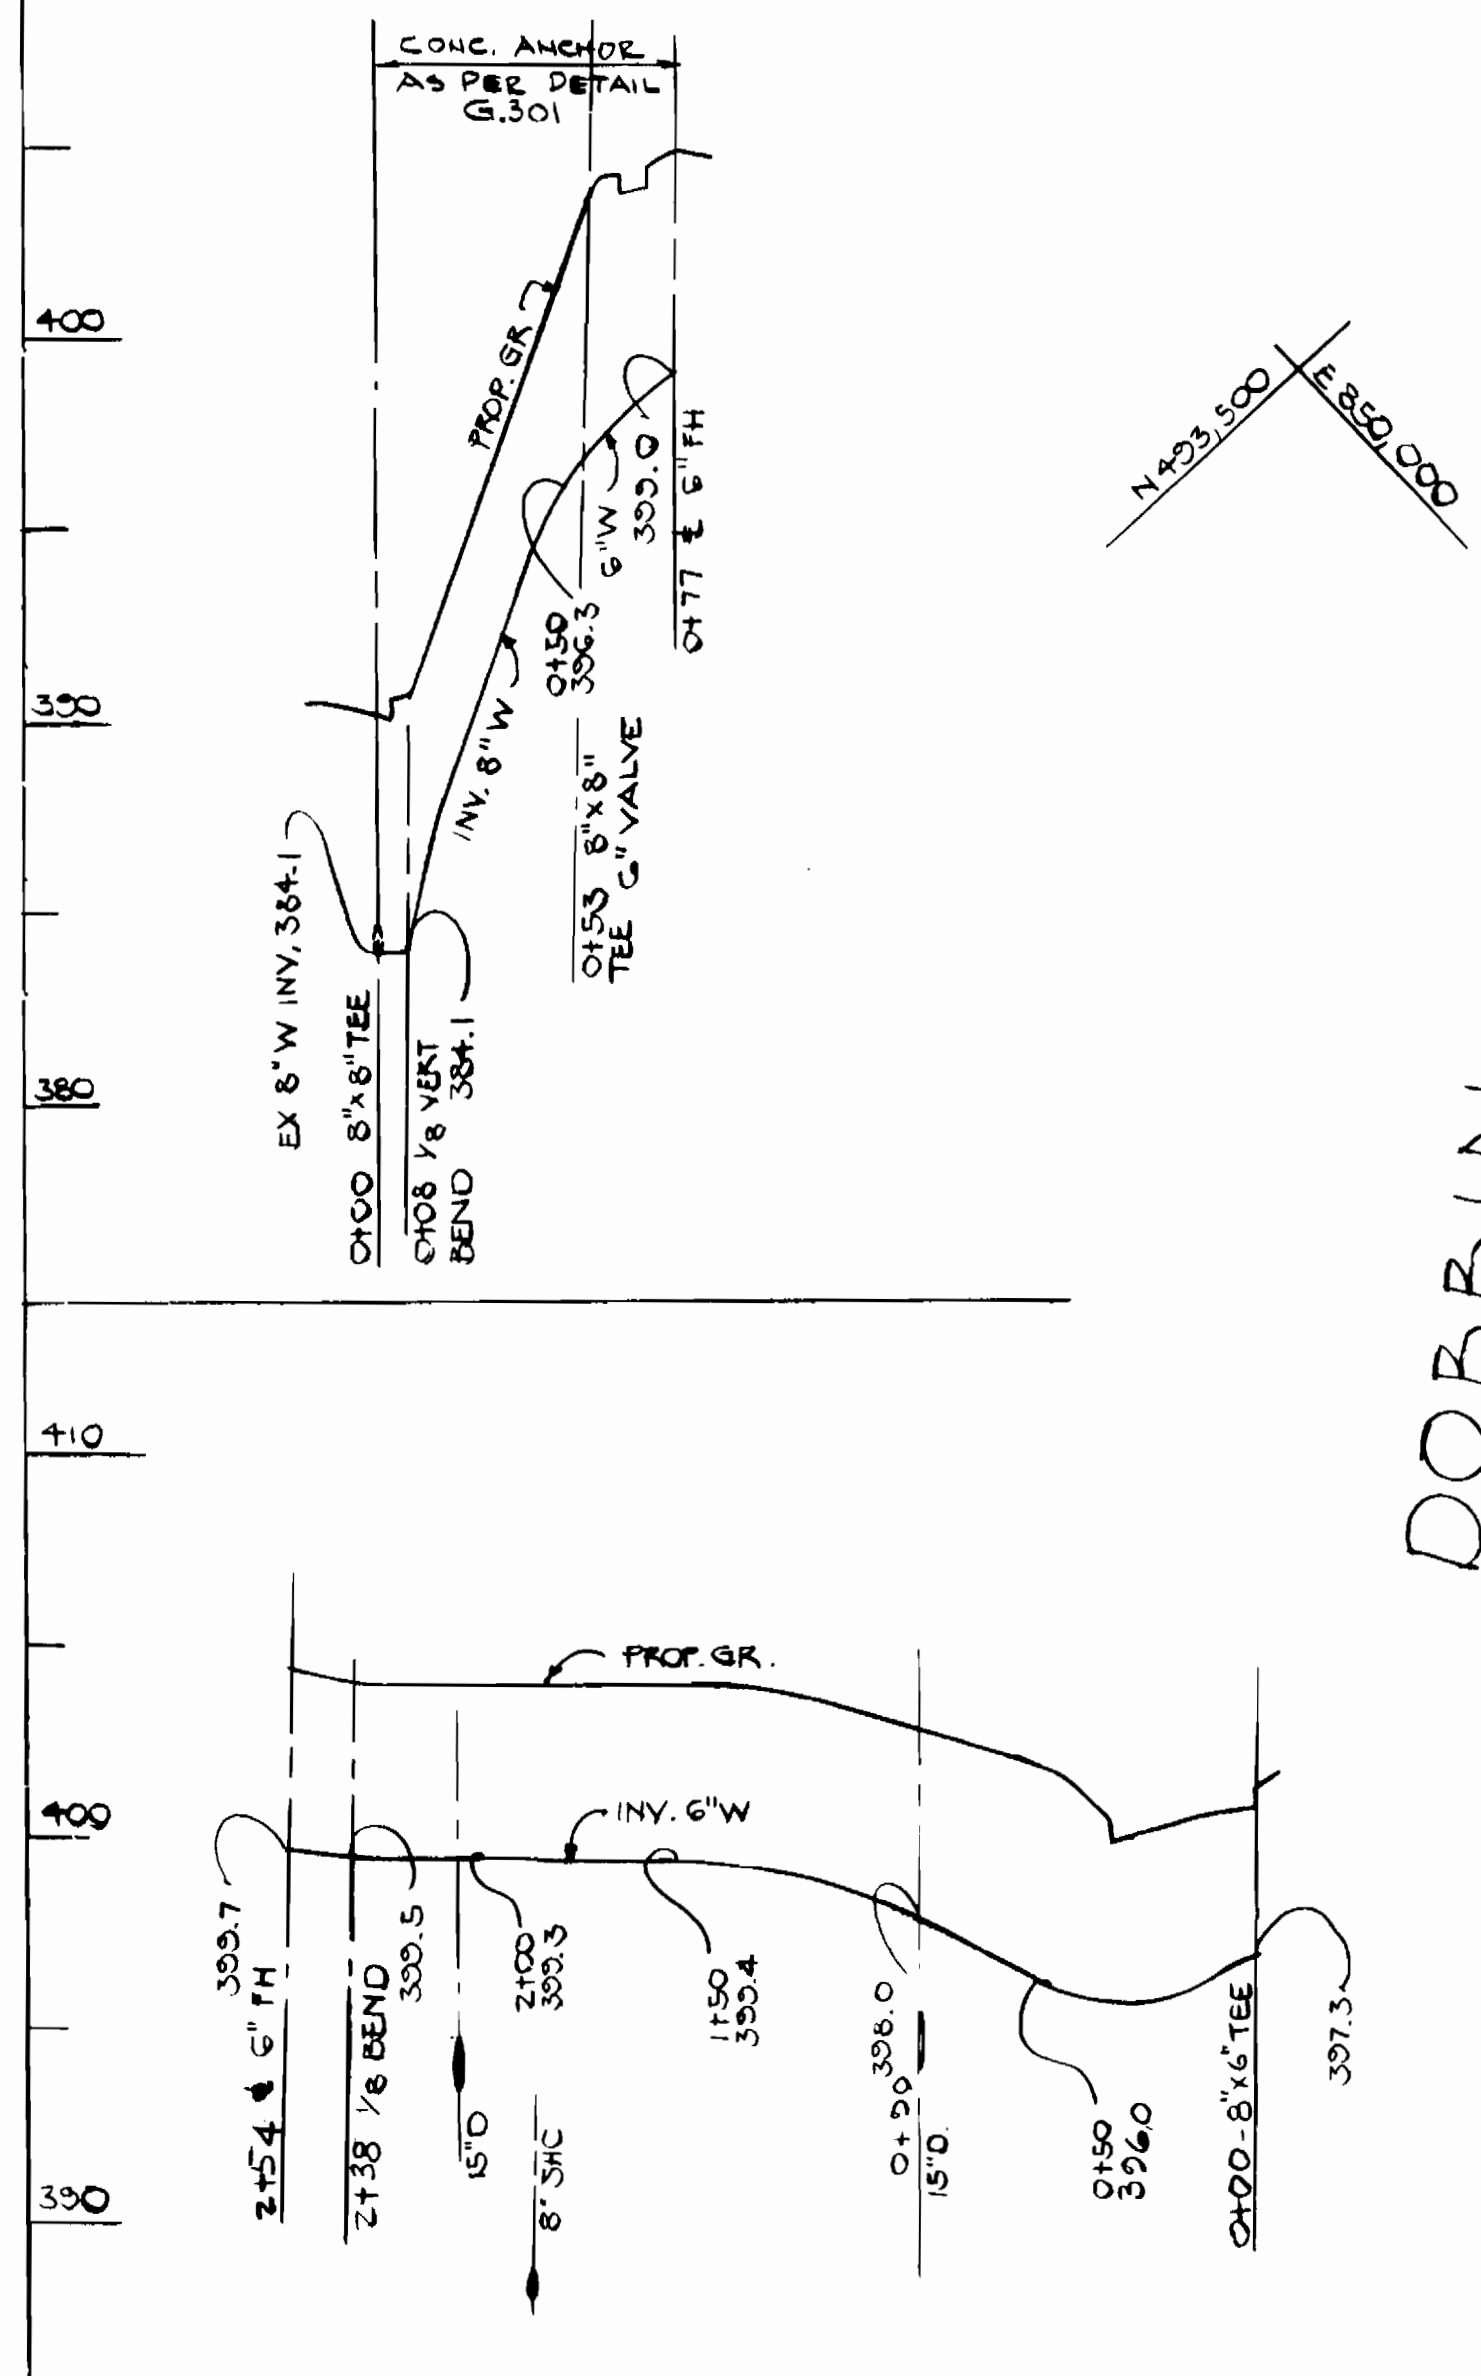 CONC. ANCHOR
AS PER DETAIL
G.301
400
PROP. GR
N 493,500
E 850,000
6"W
399.0
0+77 ℄ 6" FH
0+50
396.3
INV. 8"W
390
0+53 8"x8"
TEE 6" VALVE
EX 8"W INV. 384.1
0+00 8"x8" TEE
0+08 1/8 VERT
BEND 384.1
380
410
PROP. GR.
INV. 6"W
400
399.7
2+54 ℄ 6" FH
2+38 1/8 BEND
399.5
15"D
2+00
399.3
8" SHC
1+50
399.4
398.0
0+90
15"D.
0+50
396.0
0+00-8"x6" TEE
397.3
390
DOBBIN